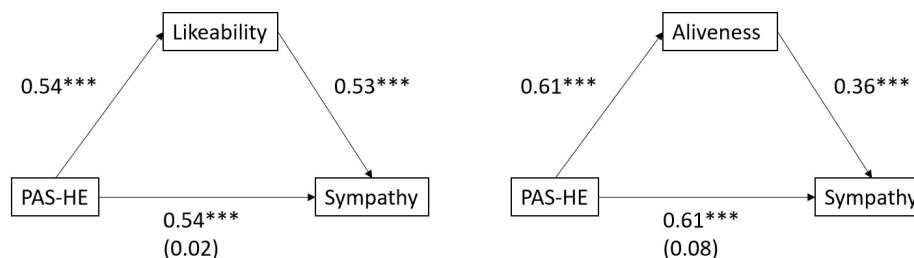 Likeability
0.54***
0.53***
PAS-HE
Sympathy
0.54***
(0.02)
Aliveness
0.61***
0.36***
PAS-HE
Sympathy
0.61***
(0.08)